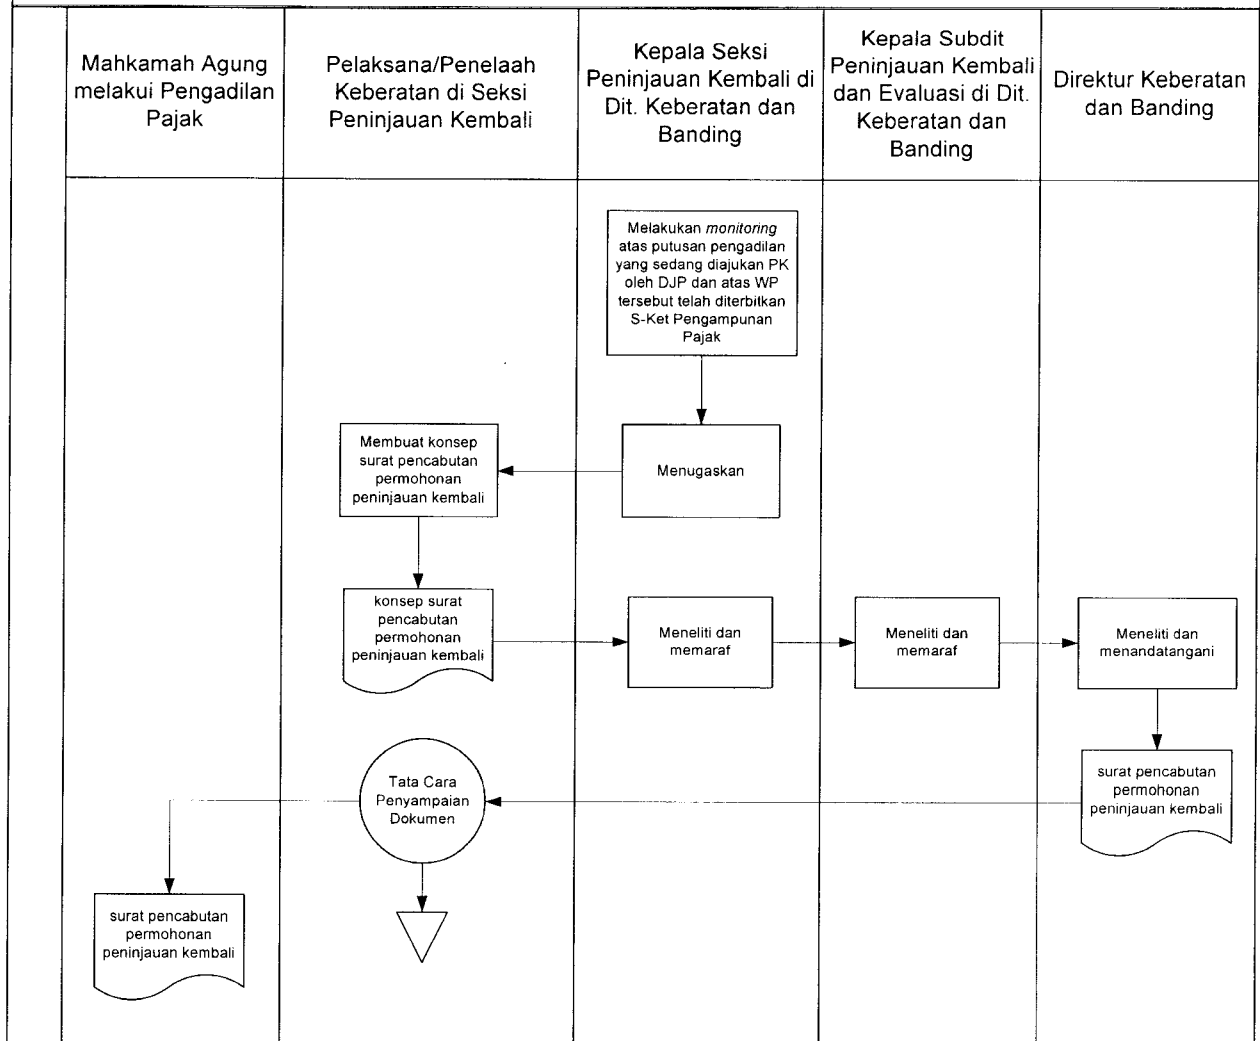 Mahkamah Agung
melakui Pengadilan
Pajak
Pelaksana/Penelaah
Keberatan di Seksi
Peninjauan Kembali
Kepala Seksi
Peninjauan Kembali di
Dit. Keberatan dan
Banding
Kepala Subdit
Peninjauan Kembali
dan Evaluasi di Dit.
Keberatan dan
Banding
Direktur Keberatan
dan Banding
Melakukan monitoring
atas putusan pengadilan
yang sedang diajukan PK
oleh DJP dan atas WP
tersebut telah diterbitkan
S-Ket Pengampunan
Pajak
Membuat konsep
surat pencabutan
permohonan
peninjauan kembali
Menugaskan
konsep surat
pencabutan
permohonan
peninjauan kembali
Meneliti dan
memaraf
Meneliti dan
memaraf
Meneliti dan
menandatangani
Tata Cara
Penyampaian
Dokumen
surat pencabutan
permohonan
peninjauan kembali
surat pencabutan
permohonan
peninjauan kembali